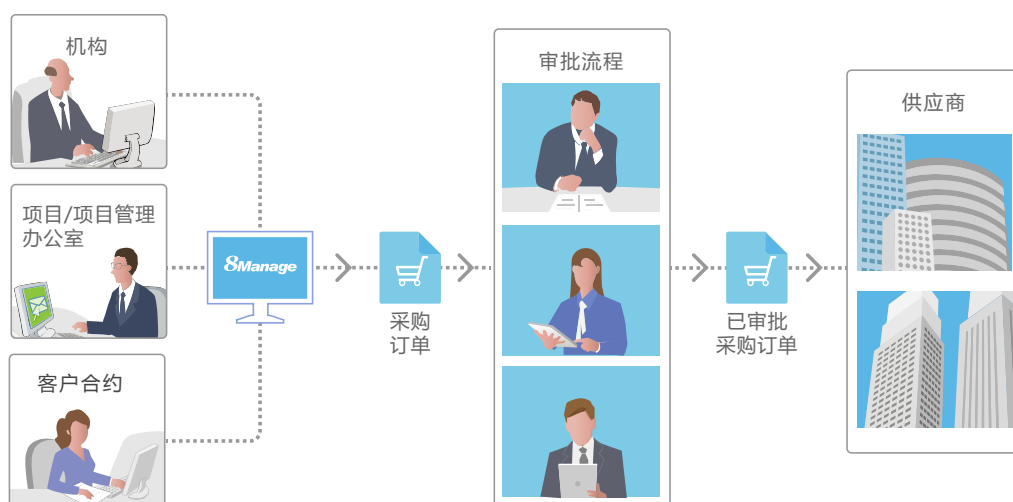 机构
项目/项目管理
办公室
客户合约
8Manage
采购
订单
审批流程
已审批
采购订单
供应商